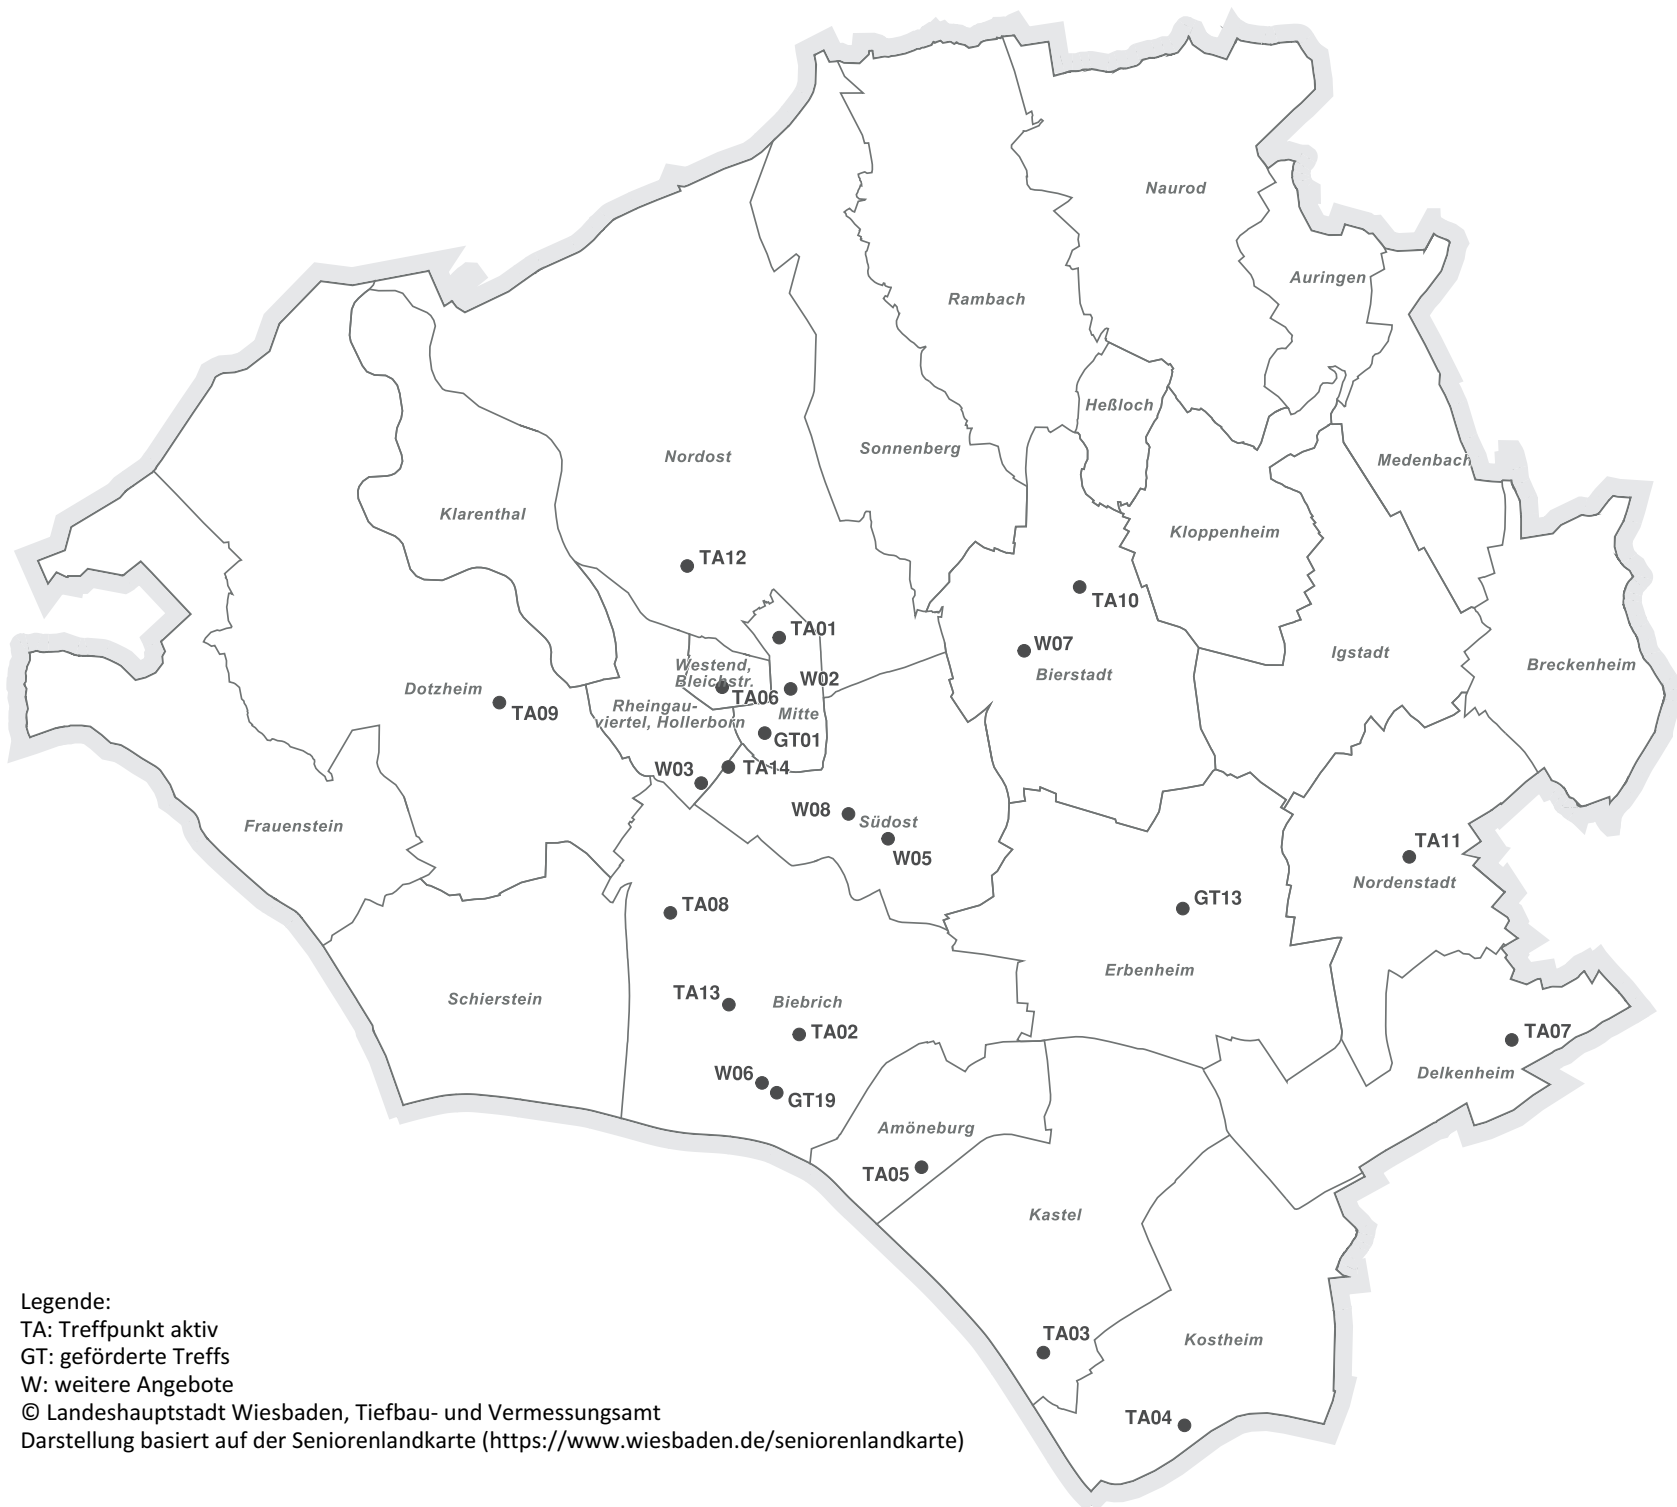 Naurod
Auringen
Rambach
Heßloch
Sonnenberg
Nordost
Medenbach
Klarenthal
Kloppenheim
TA12
TA10
TA01
W07
Igstadt
Westend,
Bleichstr.
Breckenheim
Bierstadt
W02
Dotzheim
TA06
TA09
Rheingau-
viertel, Hollerborn
Mitte
GT01
W03
TA14
W08
Südost
Frauenstein
TA11
W05
Nordenstadt
TA08
GT13
Erbenheim
TA13
Biebrich
Schierstein
TA02
TA07
W06
Delkenheim
GT19
Amöneburg
TA05
Kastel
TA03
Kostheim
TA04
Legende:
TA: Treffpunkt aktiv
GT: geförderte Treffs
W: weitere Angebote
© Landeshauptstadt Wiesbaden, Tiefbau- und Vermessungsamt
Darstellung basiert auf der Seniorenlandkarte (https://www.wiesbaden.de/seniorenlandkarte)